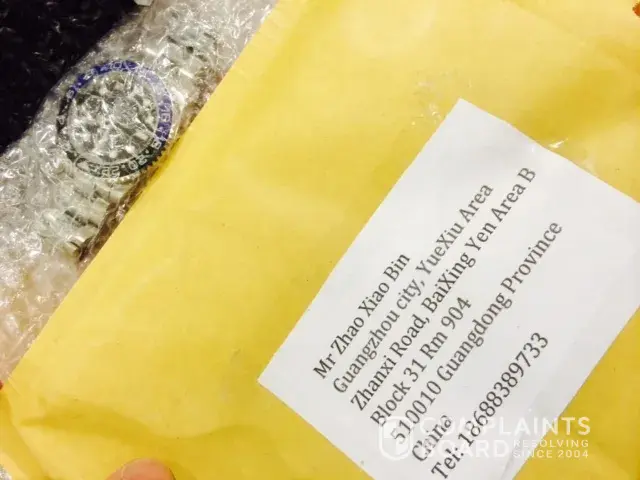 Mr Zhao Xiao Bin
Guangzhou city, YueXiu Area
Zhanxi Road, BaiXing Yen Area B
Block 31 Rm 904
510010 Guangdong Province
China
Tel:18688389733
COMPLAINTS
BOARD
RESOLVING
SINCE 2004